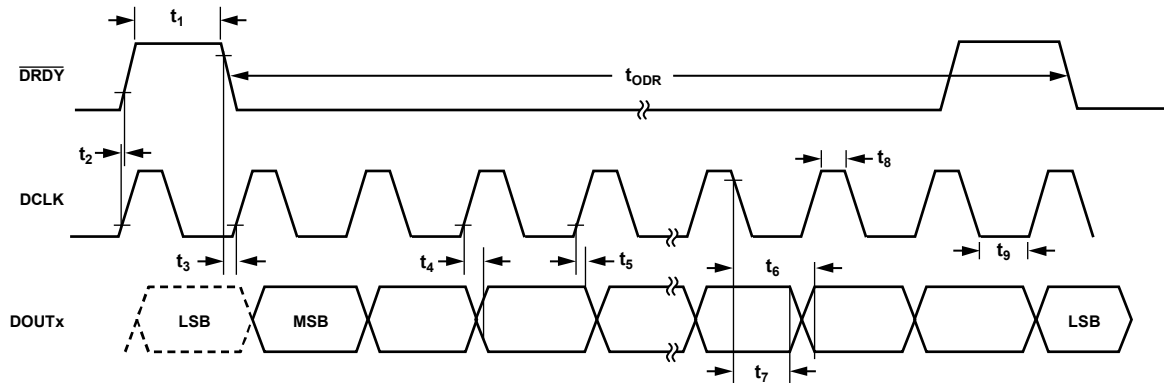 t1
tODR
DRDY
t2
t8
DCLK
t3
t4
t5
t6
t9
DOUTx
LSB
MSB
LSB
t7